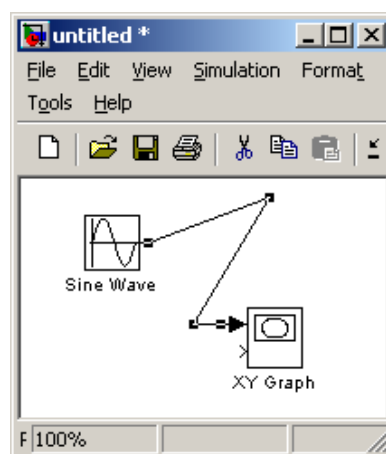 untitled *
File Edit View Simulation Format
Tools Help
Sine Wave
XY Graph
F 100%